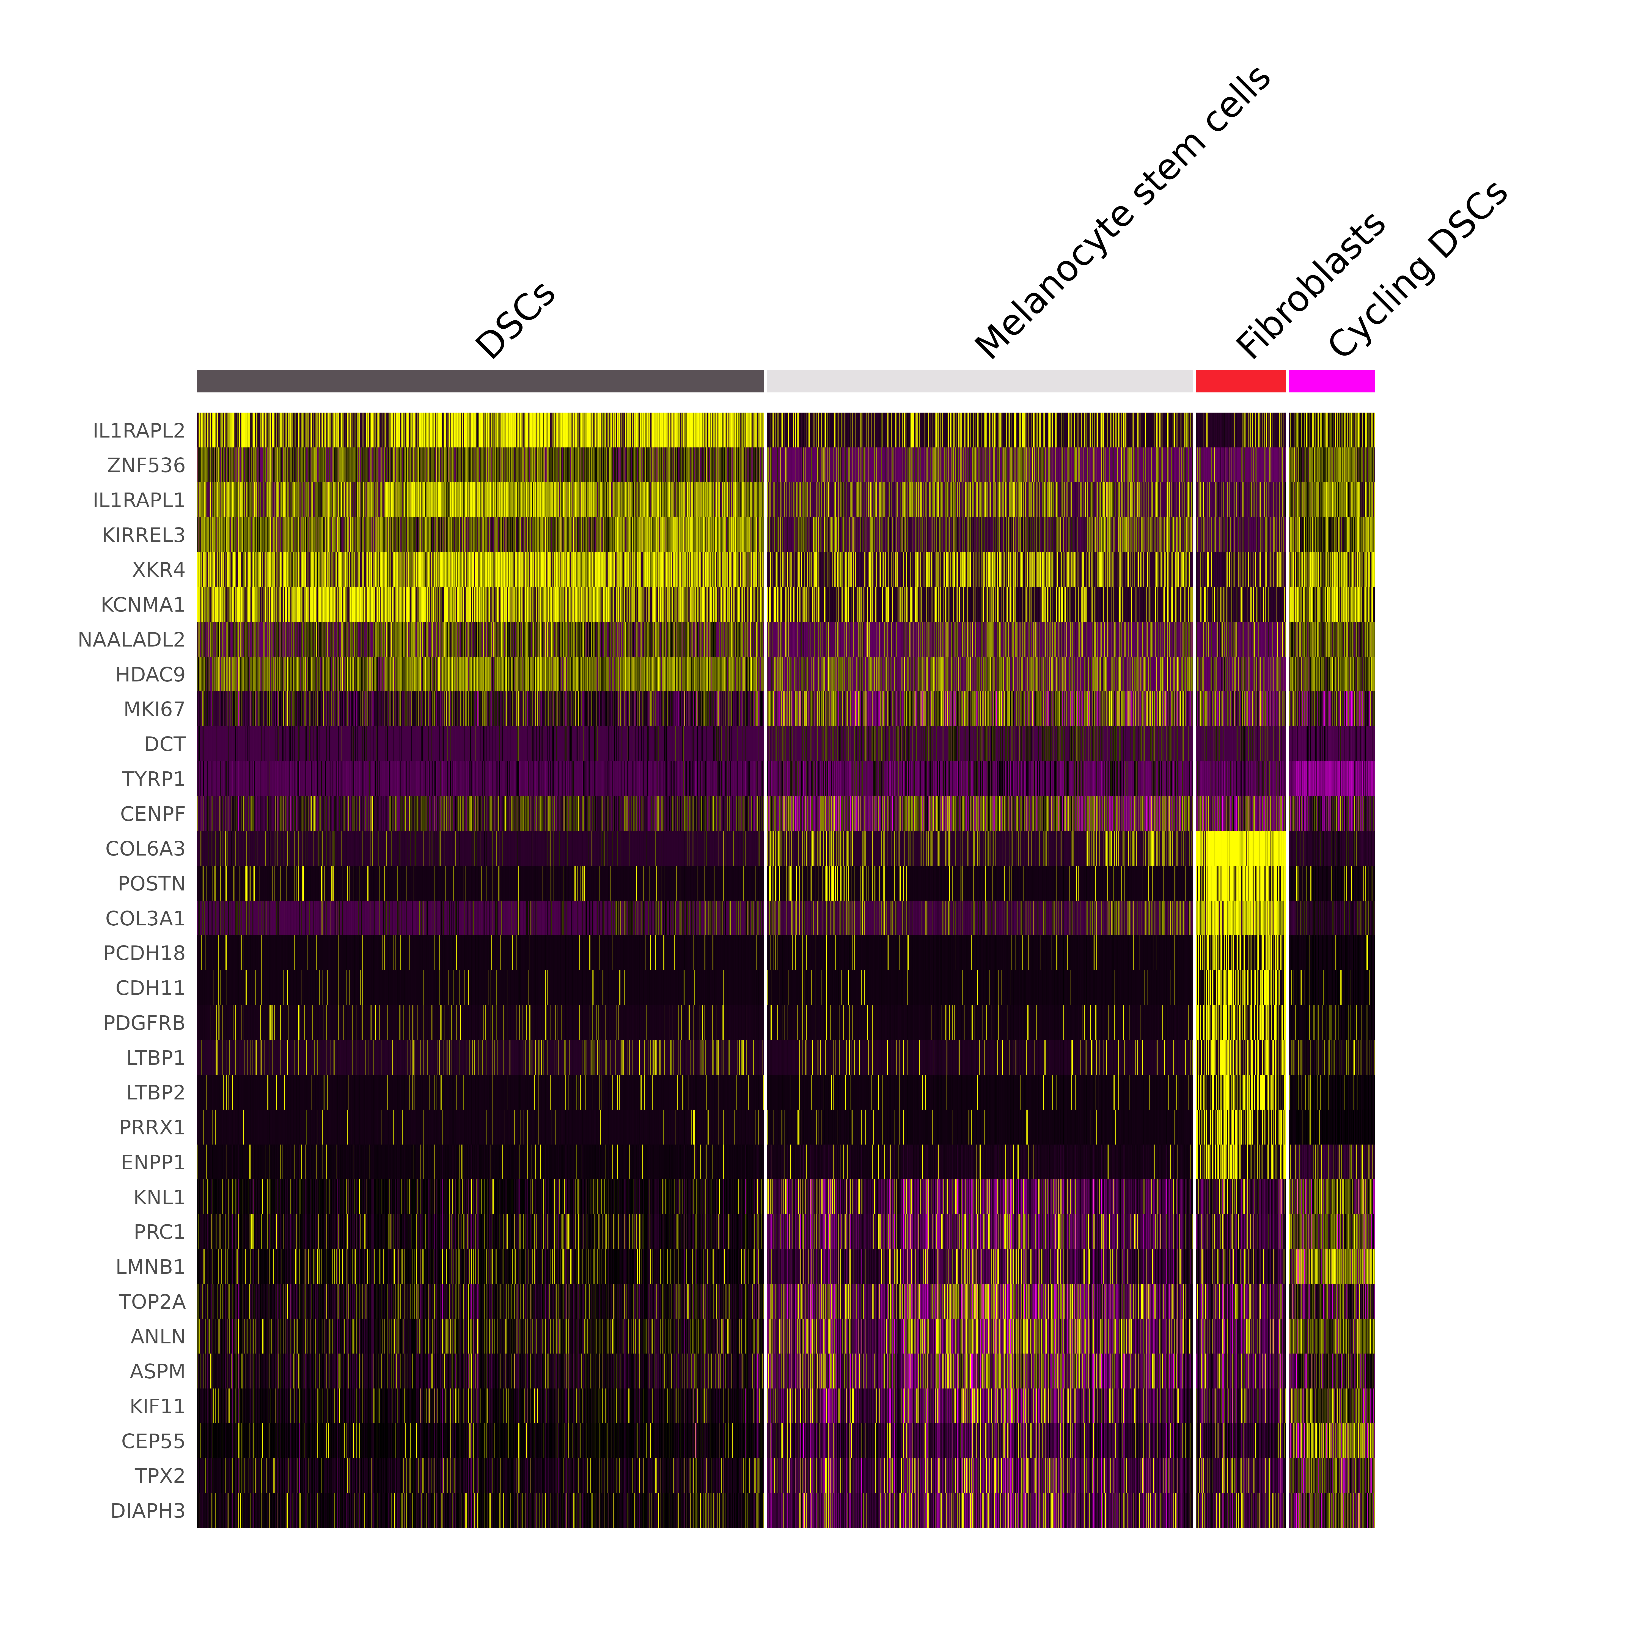 DSCs
Melanocyte stem cells
Fibroblasts
Cycling DSCs
IL1RAPL2
ZNF536
IL1RAPL1
KIRREL3
XKR4
KCNMA1
NAALADL2
HDAC9
MKI67
DCT
TYRP1
CENPF
COL6A3
POSTN
COL3A1
PCDH18
CDH11
PDGFRB
LTBP1
LTBP2
PRRX1
ENPP1
KNL1
PRC1
LMNB1
TOP2A
ANLN
ASPM
KIF11
CEP55
TPX2
DIAPH3